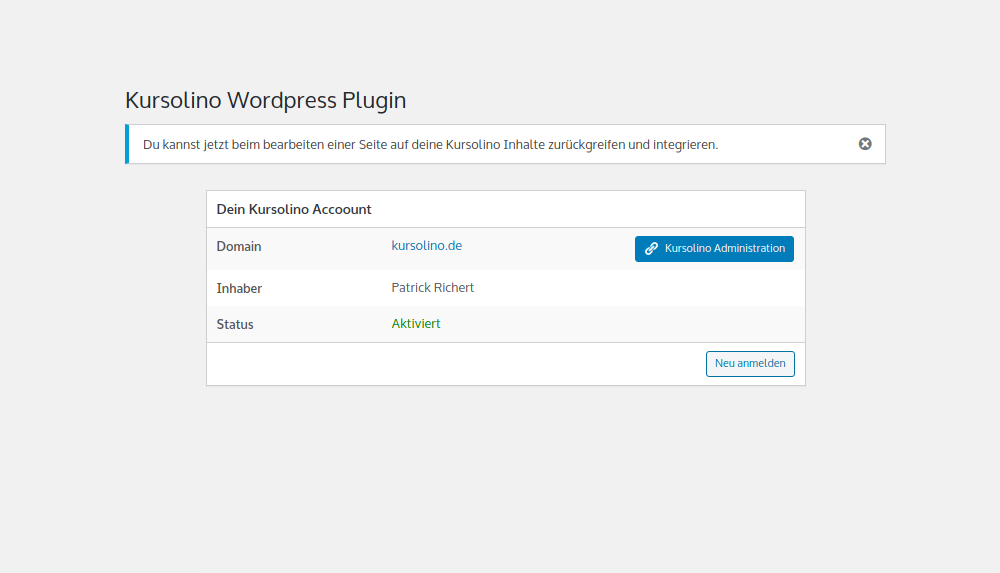 Kursolino Wordpress Plugin
Du kannst jetzt beim bearbeiten einer Seite auf deine Kursolino Inhalte zurückgreifen und integrieren.
Dein Kursolino Accoount
Domain kursolino.de Kursolino Administration
Inhaber Patrick Richert
Status Aktiviert
Neu anmelden